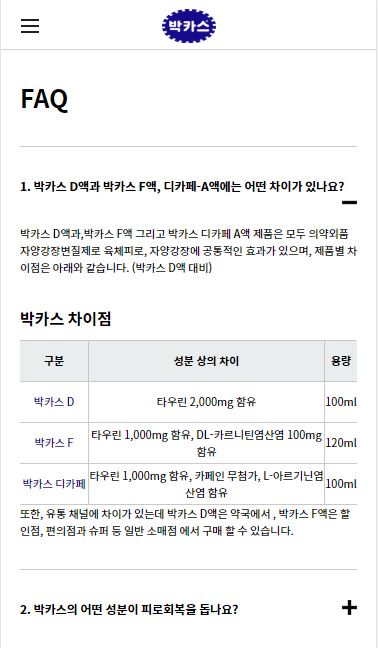 박카스
FAQ
1. 박카스 D액과 박카스 F액, 디카페-A액에는 어떤 차이가 있나요?
박카스 D액과,박카스 F액 그리고 박카스 디카페 A액 제품은 모두 의약외품
자양강장변질제로 육체피로, 자양강장에 공통적인 효과가 있으며, 제품별 차
이점은 아래와 같습니다. (박카스 D액 대비)
박카스 차이점
구분 성분 상의 차이 용량
박카스 D 타우린 2,000mg 함유 100ml
박카스 F 타우린 1,000mg 함유, DL-카르니틴염산염 100mg
함유 120ml
박카스 디카페 타우린 1,000mg 함유, 카페인 무첨가, L-아르기닌염
산염 함유 100ml
또한, 유통 채널에 차이가 있는데 박카스 D액은 약국에서 , 박카스 F액은 할
인점, 편의점과 슈퍼 등 일반 소매점 에서 구매 할 수 있습니다.
2. 박카스의 어떤 성분이 피로회복을 돕나요?